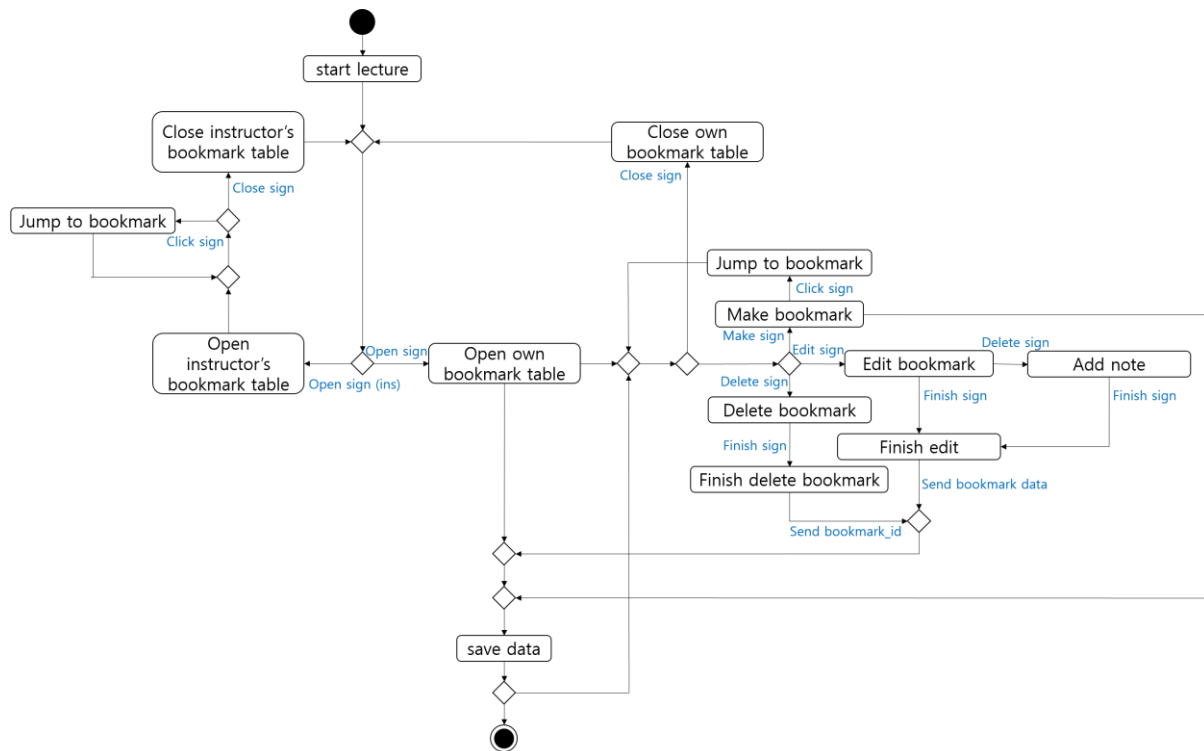 start lecture
Close instructor's
bookmark table
Close own
bookmark table
Close sign
Close sign
Jump to bookmark
Click sign
Jump to bookmark
Click sign
Make bookmark
Make sign
Open
instructor's
bookmark table
Open sign (ins)
Open sign
Open own
bookmark table
Edit sign
Edit bookmark
Delete sign
Add note
Delete sign
Delete bookmark
Finish sign
Finish sign
Finish sign
Finish edit
Finish delete bookmark
Send bookmark data
Send bookmark_id
save data